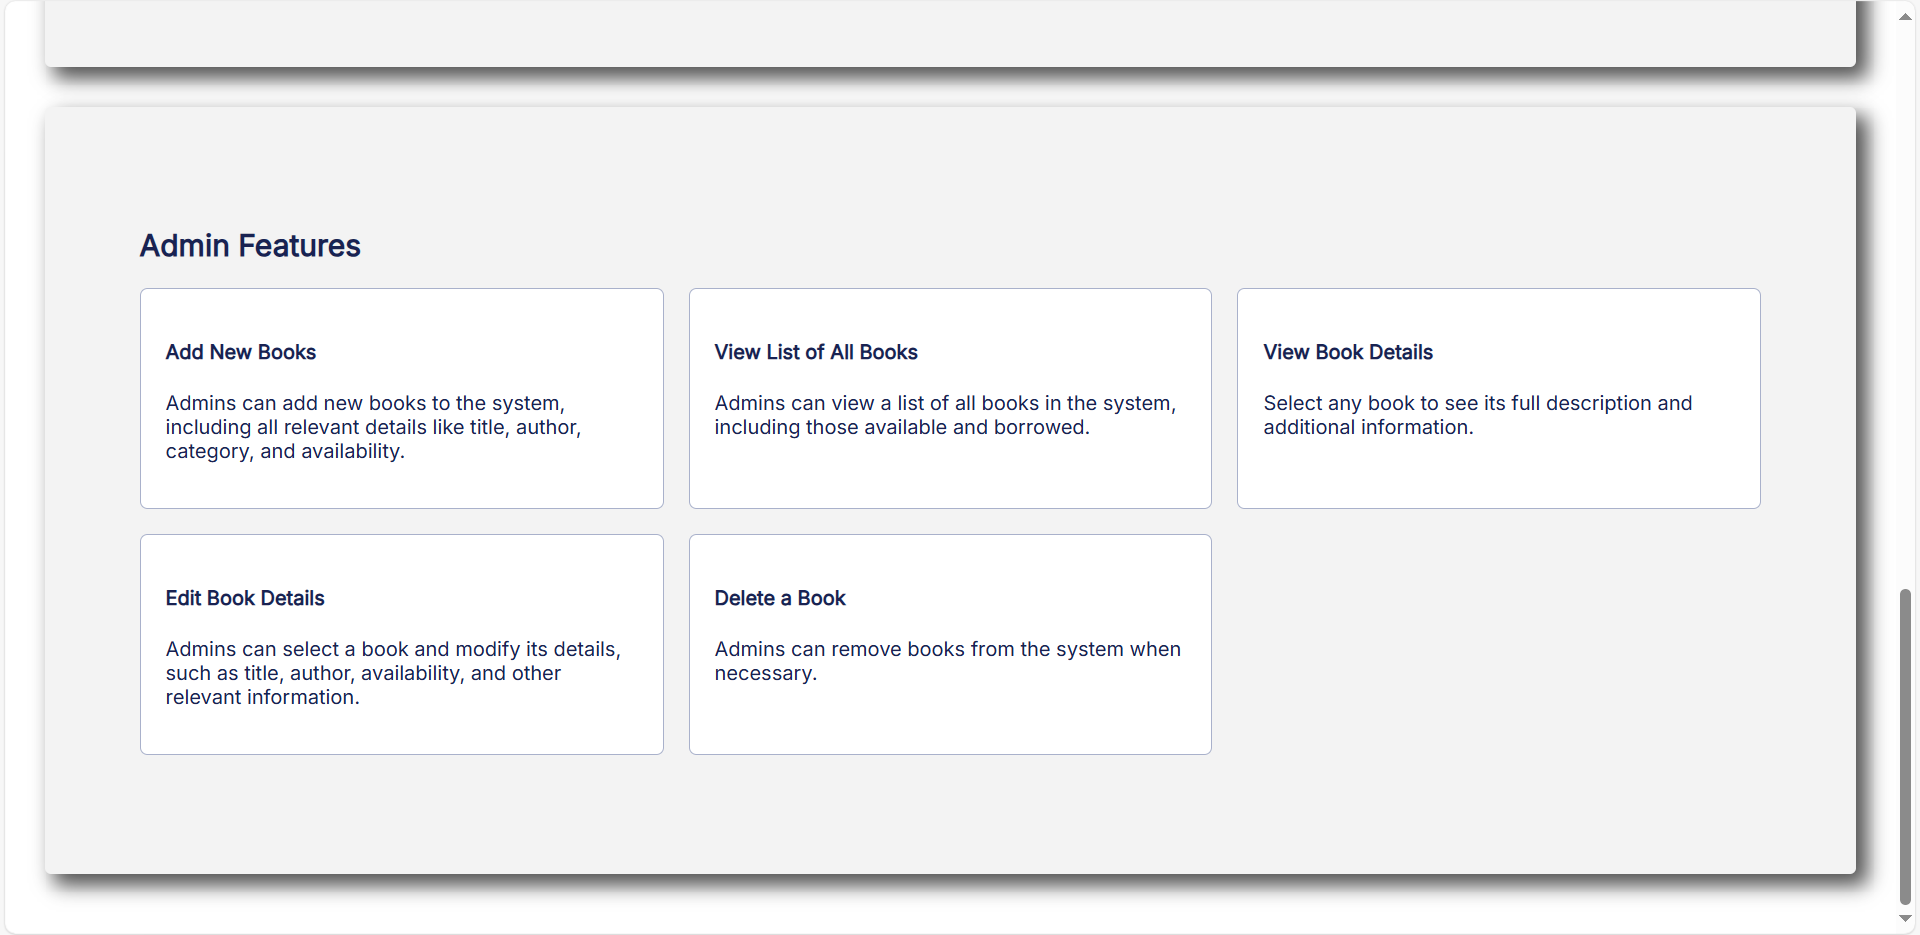 Admin Features
Add New Books
Admins can add new books to the system,
including all relevant details like title, author,
category, and availability.
View List of All Books
Admins can view a list of all books in the system,
including those available and borrowed.
View Book Details
Select any book to see its full description and
additional information.
Edit Book Details
Admins can select a book and modify its details,
such as title, author, availability, and other
relevant information.
Delete a Book
Admins can remove books from the system when
necessary.